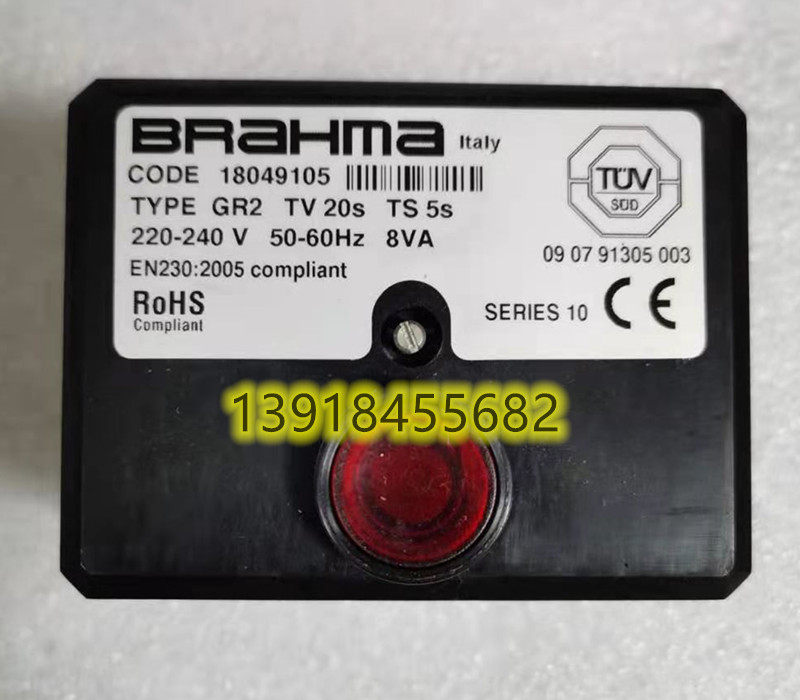 BRAHMA Italy
CODE 18049105
TYPE GR2 TV 20s TS 5s
220-240 V 50-60Hz 8VA
EN230:2005 compliant
RoHS
Compliant
TÜV
SÜD
09 07 91305 003
SERIES 10 CE
13918455682